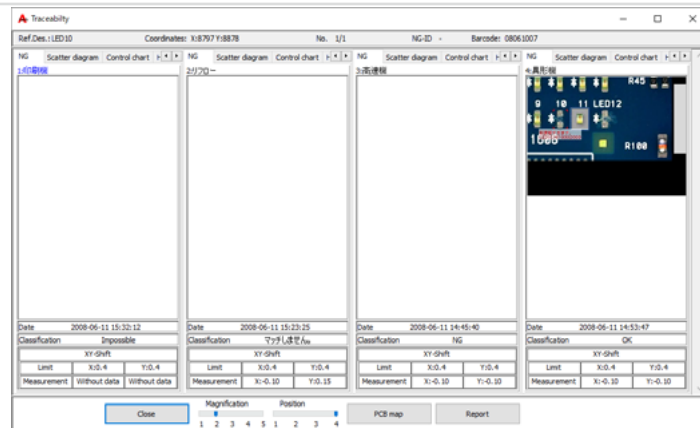 Traceabilty
Ref.Des.: LED10 Coordinates: X:8797 Y:8878 No. 1/1 NG-ID - Barcode: 08061007
NG Scatter diagram Control chart NG Scatter diagram Control chart NG Scatter diagram Control chart NG Scatter diagram Control chart
1:印刷機 2:リフロー 3:高速機 4:異形機
R45
9 10 11 LED12
R100
Date 2008-06-11 15:32:12 Date 2008-06-11 15:23:25 Date 2008-06-11 14:45:40 Date 2008-06-11 14:53:47
Classification Impossible Classification マッチしません。 Classification NG Classification OK
XY-Shift XY-Shift XY-Shift XY-Shift
Limit X:0.4 Y:0.4 Limit X:0.4 Y:0.4 Limit X:0.4 Y:0.4 Limit X:0.4 Y:0.4
Measurement Without data Without data Measurement X:-0.10 Y:0.15 Measurement X:-0.10 Y:-0.10 Measurement X:-0.10 Y:-0.10
Close Magnification Position PCB map Report
1 2 3 4 5 1 2 3 4